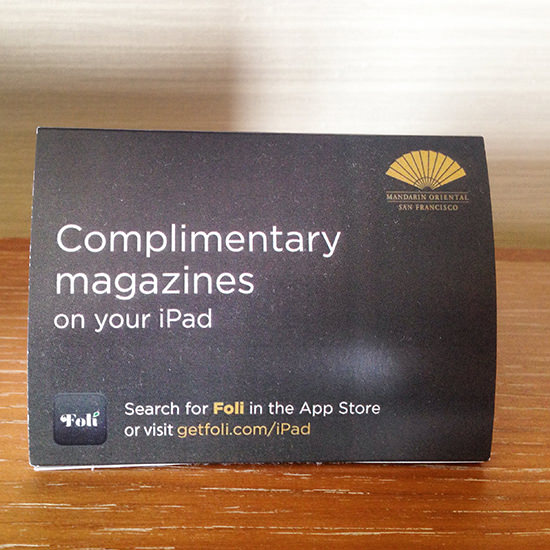 MANDARIN ORIENTAL
SAN FRANCISCO
Complimentary
magazines
on your iPad
Foli
Search for Foli in the App Store
or visit getfoli.com/iPad